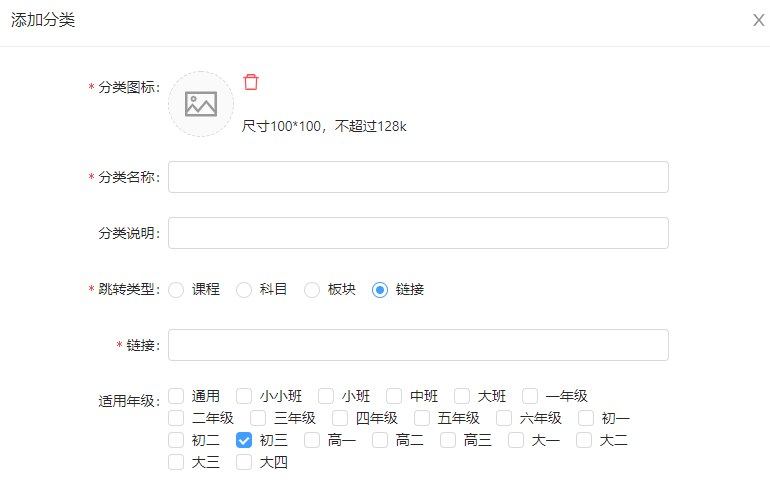 添加分类
* 分类图标:
尺寸100*100，不超过128k
* 分类名称:
分类说明:
* 跳转类型: 课程 科目 板块 链接
* 链接:
适用年级: 通用 小小班 小班 中班 大班 一年级
二年级 三年级 四年级 五年级 六年级 初一
初二 初三 高一 高二 高三 大一 大二
大三 大四